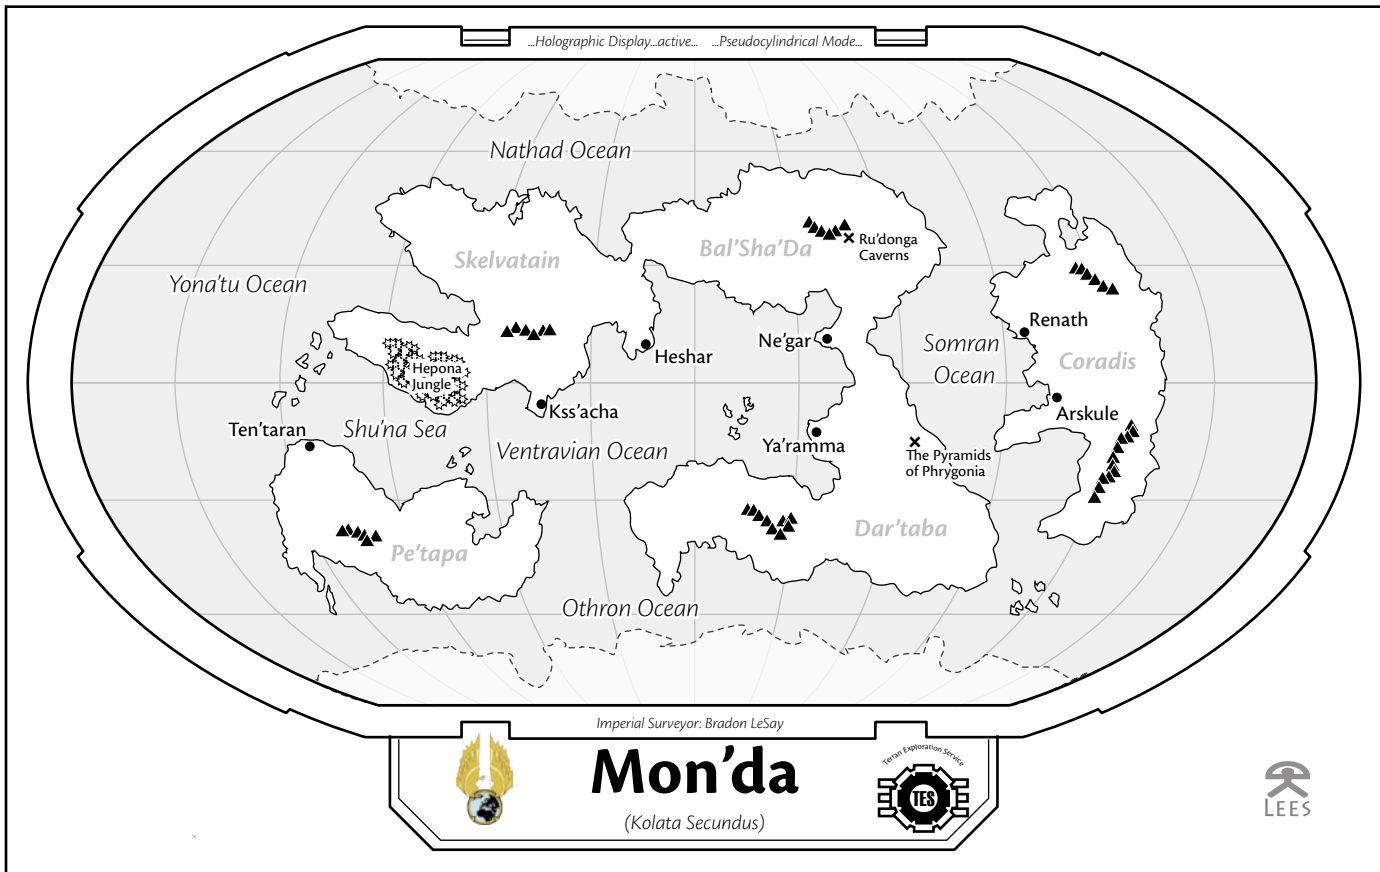 ...Holographic Display...active... ...Pseudocylindrical Mode...
Nathad Ocean
Skelvatain
Bal'Sha'Da
Ru'donga
Caverns
Yona'tu Ocean
Renath
Ne'gar
Heshar
Somran
Ocean
Coradis
Hepona
Jungle
Kss'acha
Arskule
Ten'taran
Shu'na Sea
Ventravian Ocean
Ya'ramma
The Pyramids
of Phrygonia
Dar'taba
Pe'tapa
Othron Ocean
Imperial Surveyor: Bradon LeSay
Mon'da
(Kolata Secundus)
Terran Exploration Service
TES
LEES